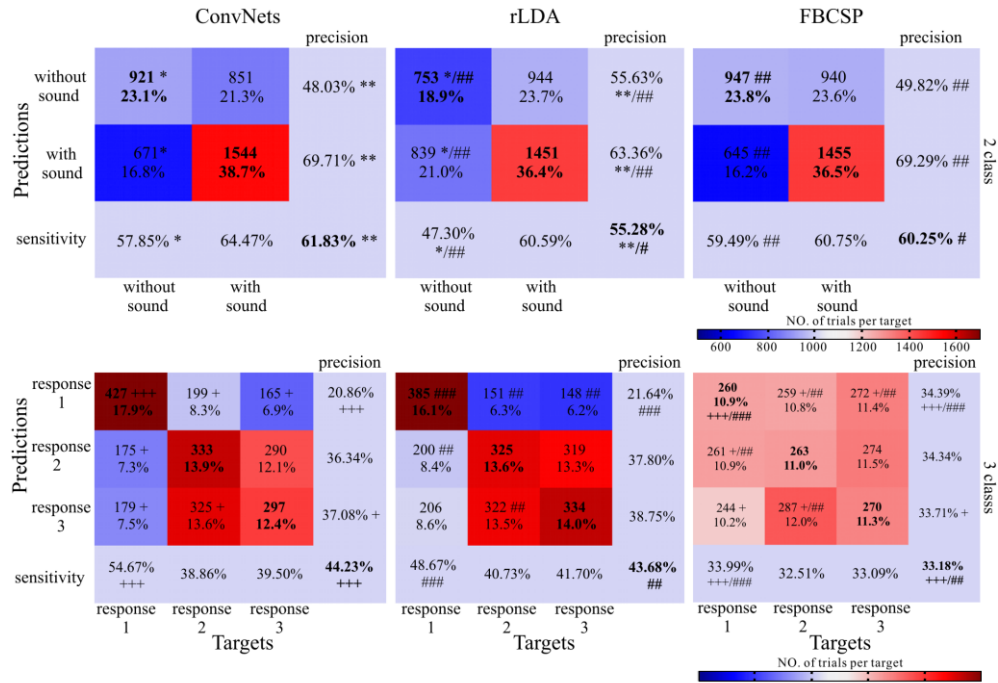 ConvNets rLDA FBCSP
precision precision precision
without sound 921 * 851 48.03% ** 753 */## 944 55.63% **/## 947 ## 940 49.82% ##
23.1% 21.3% 18.9% 23.7% 23.8% 23.6%
with sound 671* 1544 69.71% ** 839 */## 1451 63.36% **/## 645 ## 1455 69.29% ##
16.8% 38.7% 21.0% 36.4% 16.2% 36.5%
sensitivity 57.85% * 64.47% 61.83% ** 47.30% */## 60.59% 55.28% **/# 59.49% ## 60.75% 60.25% #
Predictions
2 class
without sound with sound without sound with sound without sound with sound
NO. of trials per target
600 800 1000 1200 1400 1600
precision precision precision
response 1 427 +++ 199 + 165 + 20.86% +++ 385 ### 151 ## 148 ## 21.64% ### 260 259 +/## 272 +/## 34.39% +++/###
17.9% 8.3% 6.9% 16.1% 6.3% 6.2% 10.9% 10.8% 11.4%
+++/###
response 2 175 + 333 290 36.34% 200 ## 325 319 37.80% 261 +/## 263 274 34.34%
7.3% 13.9% 12.1% 8.4% 13.6% 13.3% 10.9% 11.0% 11.5%
response 3 179 + 325 + 297 37.08% + 206 322 ## 334 38.75% 244 + 287 +/## 270 33.71% +
7.5% 13.6% 12.4% 8.6% 13.5% 14.0% 10.2% 12.0% 11.3%
sensitivity 54.67% +++ 38.86% 39.50% 44.23% +++ 48.67% ### 40.73% 41.70% 43.68% ## 33.99% +++/### 32.51% 33.09% 33.18% +++/##
Predictions
3 classs
response 1 response 2 response 3 response 1 response 2 response 3 response 1 response 2 response 3
Targets Targets Targets
NO. of trials per target